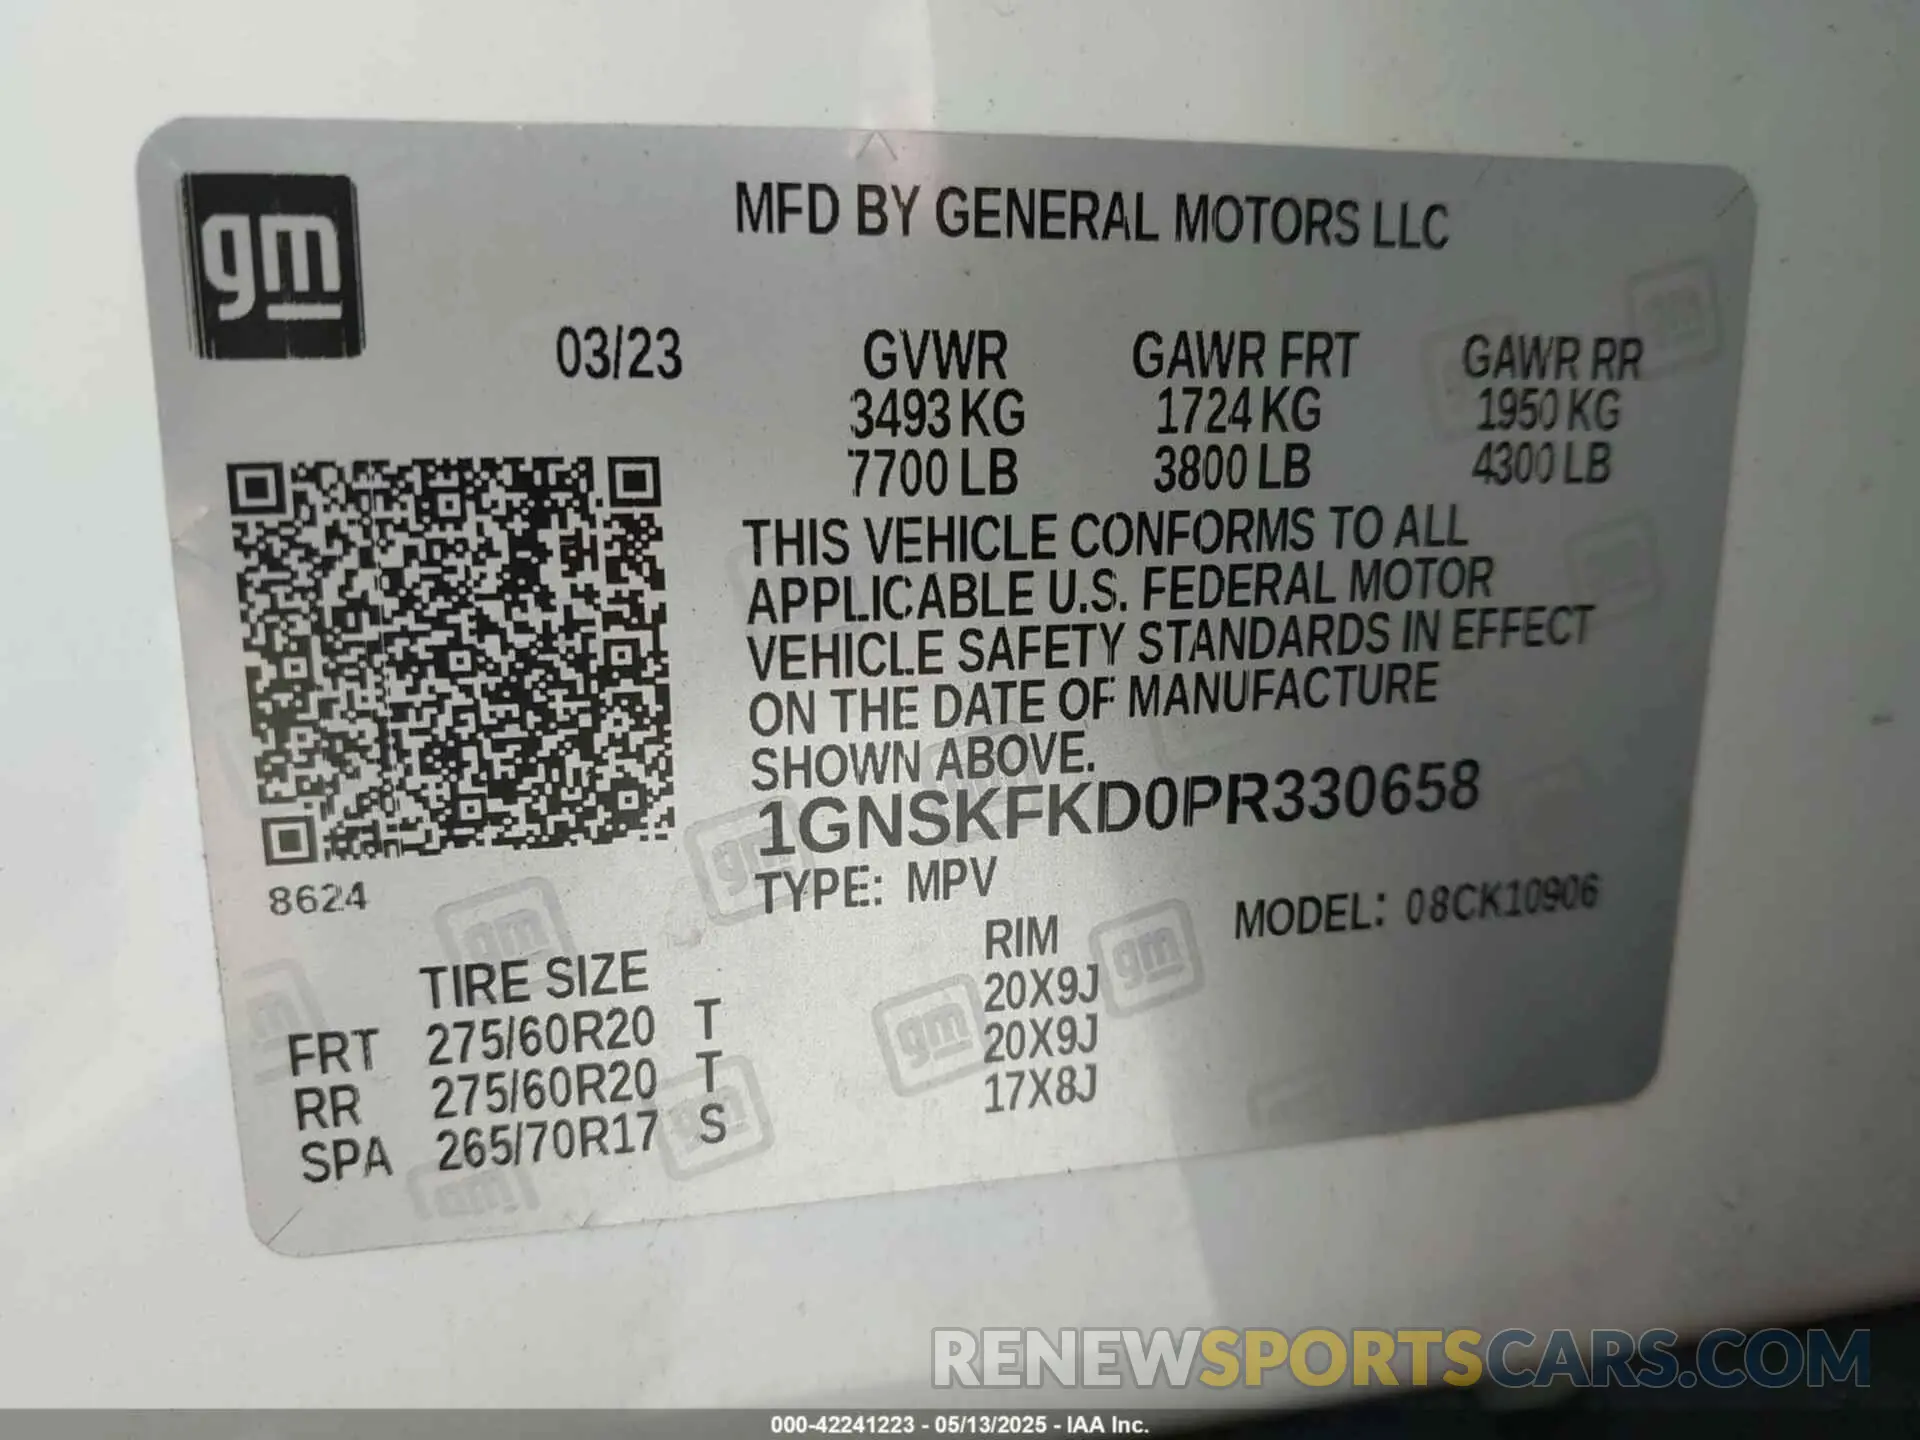 gm
MFD BY GENERAL MOTORS LLC
03/23
GVWR GAWR FRT GAWR RR
3493 KG 1724 KG 1950 KG
7700 LB 3800 LB 4300 LB
THIS VEHICLE CONFORMS TO ALL
APPLICABLE U.S. FEDERAL MOTOR
VEHICLE SAFETY STANDARDS IN EFFECT
ON THE DATE OF MANUFACTURE
SHOWN ABOVE.
1GNSKFKD0PR330658
8624
TYPE: MPV MODEL: 08CK10906
TIRE SIZE RIM
FRT 275/60R20 T 20X9J
RR 275/60R20 T 20X9J
SPA 265/70R17 S 17X8J
RENEWSPORTSCARS.COM
000-42241223 - 05/13/2025 - IAA Inc.